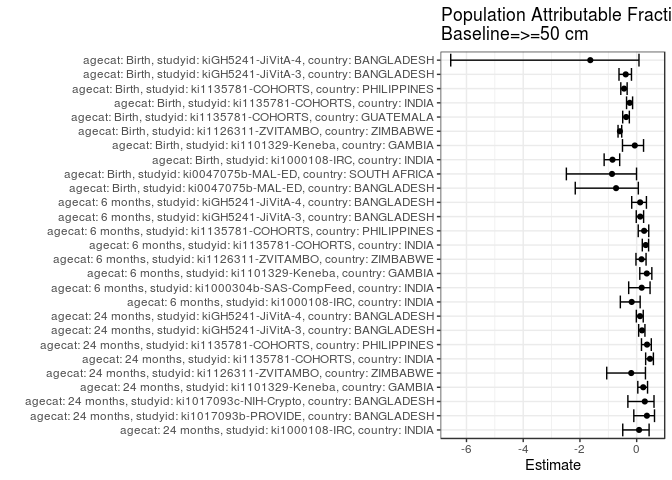 Population Attributable Fracti
Baseline=>=50 cm
agecat: Birth, studyid: kiGH5241-JiVitA-4, country: BANGLADESH
agecat: Birth, studyid: kiGH5241-JiVitA-3, country: BANGLADESH
agecat: Birth, studyid: ki1135781-COHORTS, country: PHILIPPINES
agecat: Birth, studyid: ki1135781-COHORTS, country: INDIA
agecat: Birth, studyid: ki1135781-COHORTS, country: GUATEMALA
agecat: Birth, studyid: ki1126311-ZVITAMBO, country: ZIMBABWE
agecat: Birth, studyid: ki1101329-Keneba, country: GAMBIA
agecat: Birth, studyid: ki1000108-IRC, country: INDIA
agecat: Birth, studyid: ki0047075b-MAL-ED, country: SOUTH AFRICA
agecat: Birth, studyid: ki0047075b-MAL-ED, country: BANGLADESH
agecat: 6 months, studyid: kiGH5241-JiVitA-4, country: BANGLADESH
agecat: 6 months, studyid: kiGH5241-JiVitA-3, country: BANGLADESH
agecat: 6 months, studyid: ki1135781-COHORTS, country: PHILIPPINES
agecat: 6 months, studyid: ki1135781-COHORTS, country: INDIA
agecat: 6 months, studyid: ki1126311-ZVITAMBO, country: ZIMBABWE
agecat: 6 months, studyid: ki1101329-Keneba, country: GAMBIA
agecat: 6 months, studyid: ki1000304b-SAS-CompFeed, country: INDIA
agecat: 6 months, studyid: ki1000108-IRC, country: INDIA
agecat: 24 months, studyid: kiGH5241-JiVitA-4, country: BANGLADESH
agecat: 24 months, studyid: kiGH5241-JiVitA-3, country: BANGLADESH
agecat: 24 months, studyid: ki1135781-COHORTS, country: PHILIPPINES
agecat: 24 months, studyid: ki1135781-COHORTS, country: INDIA
agecat: 24 months, studyid: ki1126311-ZVITAMBO, country: ZIMBABWE
agecat: 24 months, studyid: ki1101329-Keneba, country: GAMBIA
agecat: 24 months, studyid: ki1017093c-NIH-Crypto, country: BANGLADESH
agecat: 24 months, studyid: ki1017093b-PROVIDE, country: BANGLADESH
agecat: 24 months, studyid: ki1000108-IRC, country: INDIA
-6 -4 -2 0
Estimate